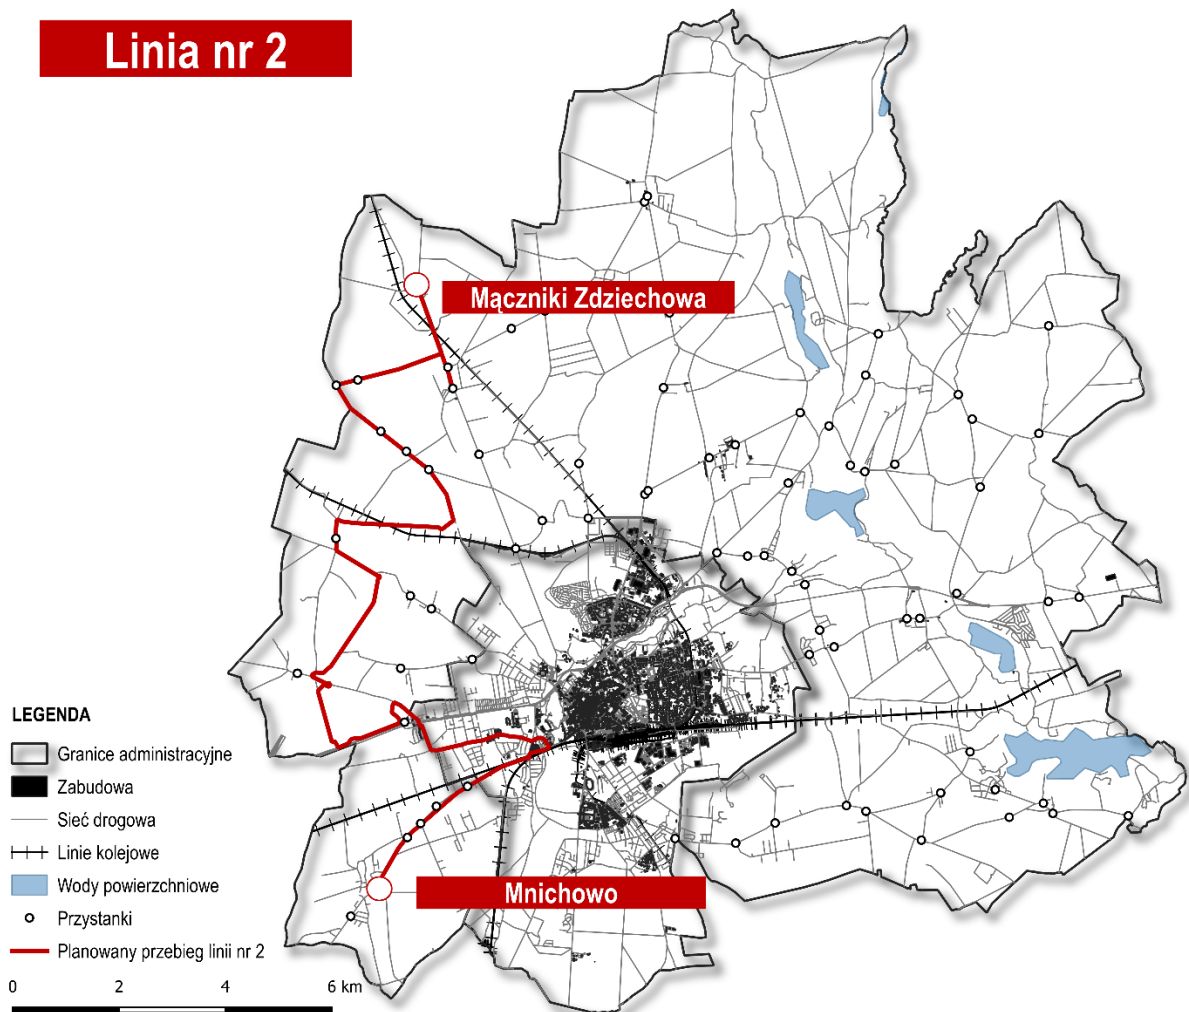 Linia nr 2
Mączniki Zdziechowa
LEGENDA
Granice administracyjne
Zabudowa
Sieć drogowa
Linie kolejowe
Wody powierzchniowe
Przystanki
Planowany przebieg linii nr 2
Mnichowo
0 2 4 6 km